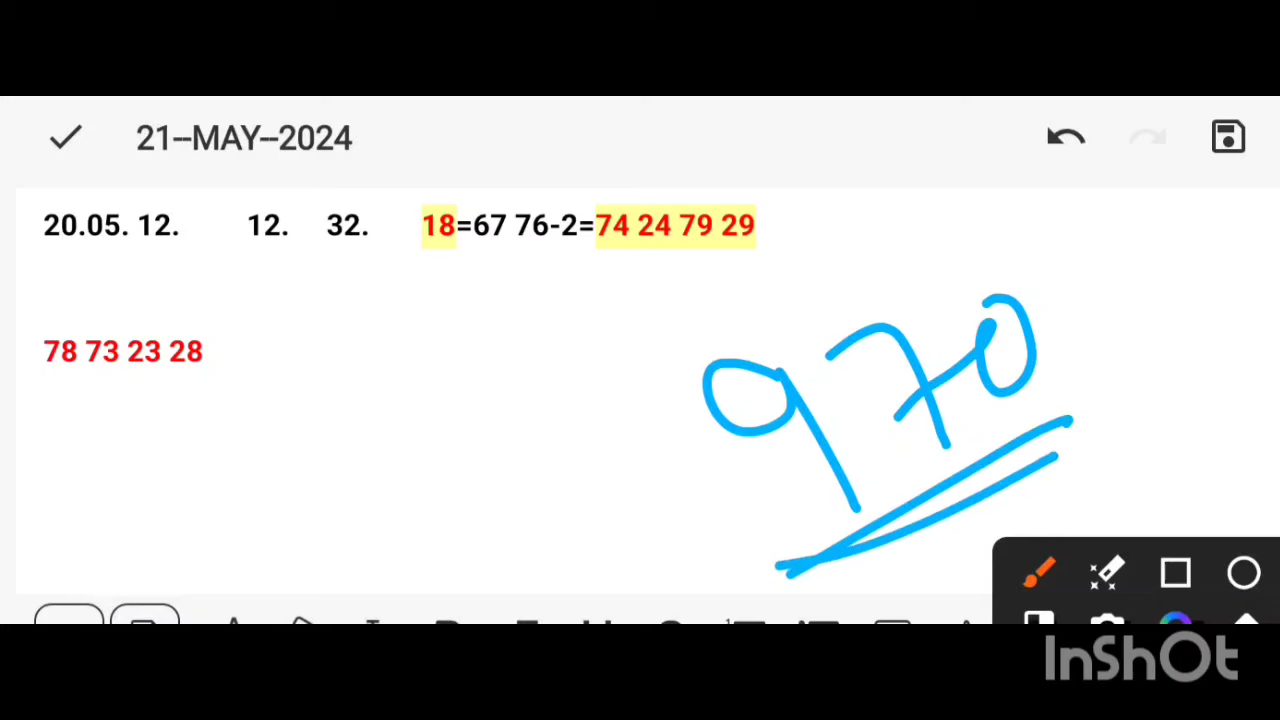 21--MAY--2024
20.05. 12. 12. 32. 18=67 76-2=74 24 79 29
78 73 23 28
970
InShOt